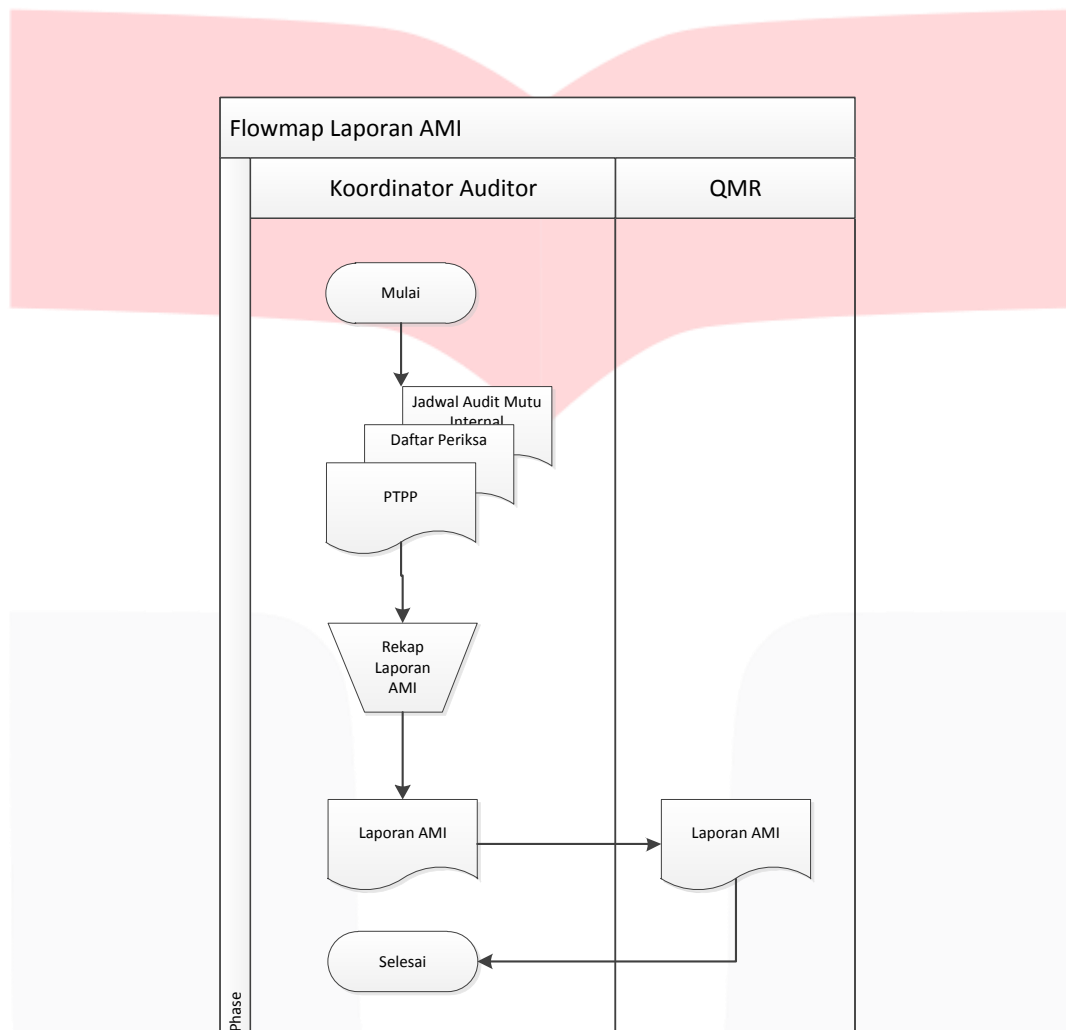 Flowmap Laporan AMI
Koordinator Auditor
QMR
Mulai
Jadwal Audit Mutu
Internal
Daftar Periksa
PTPP
Rekap
Laporan
AMI
Laporan AMI
Laporan AMI
Selesai
Phase